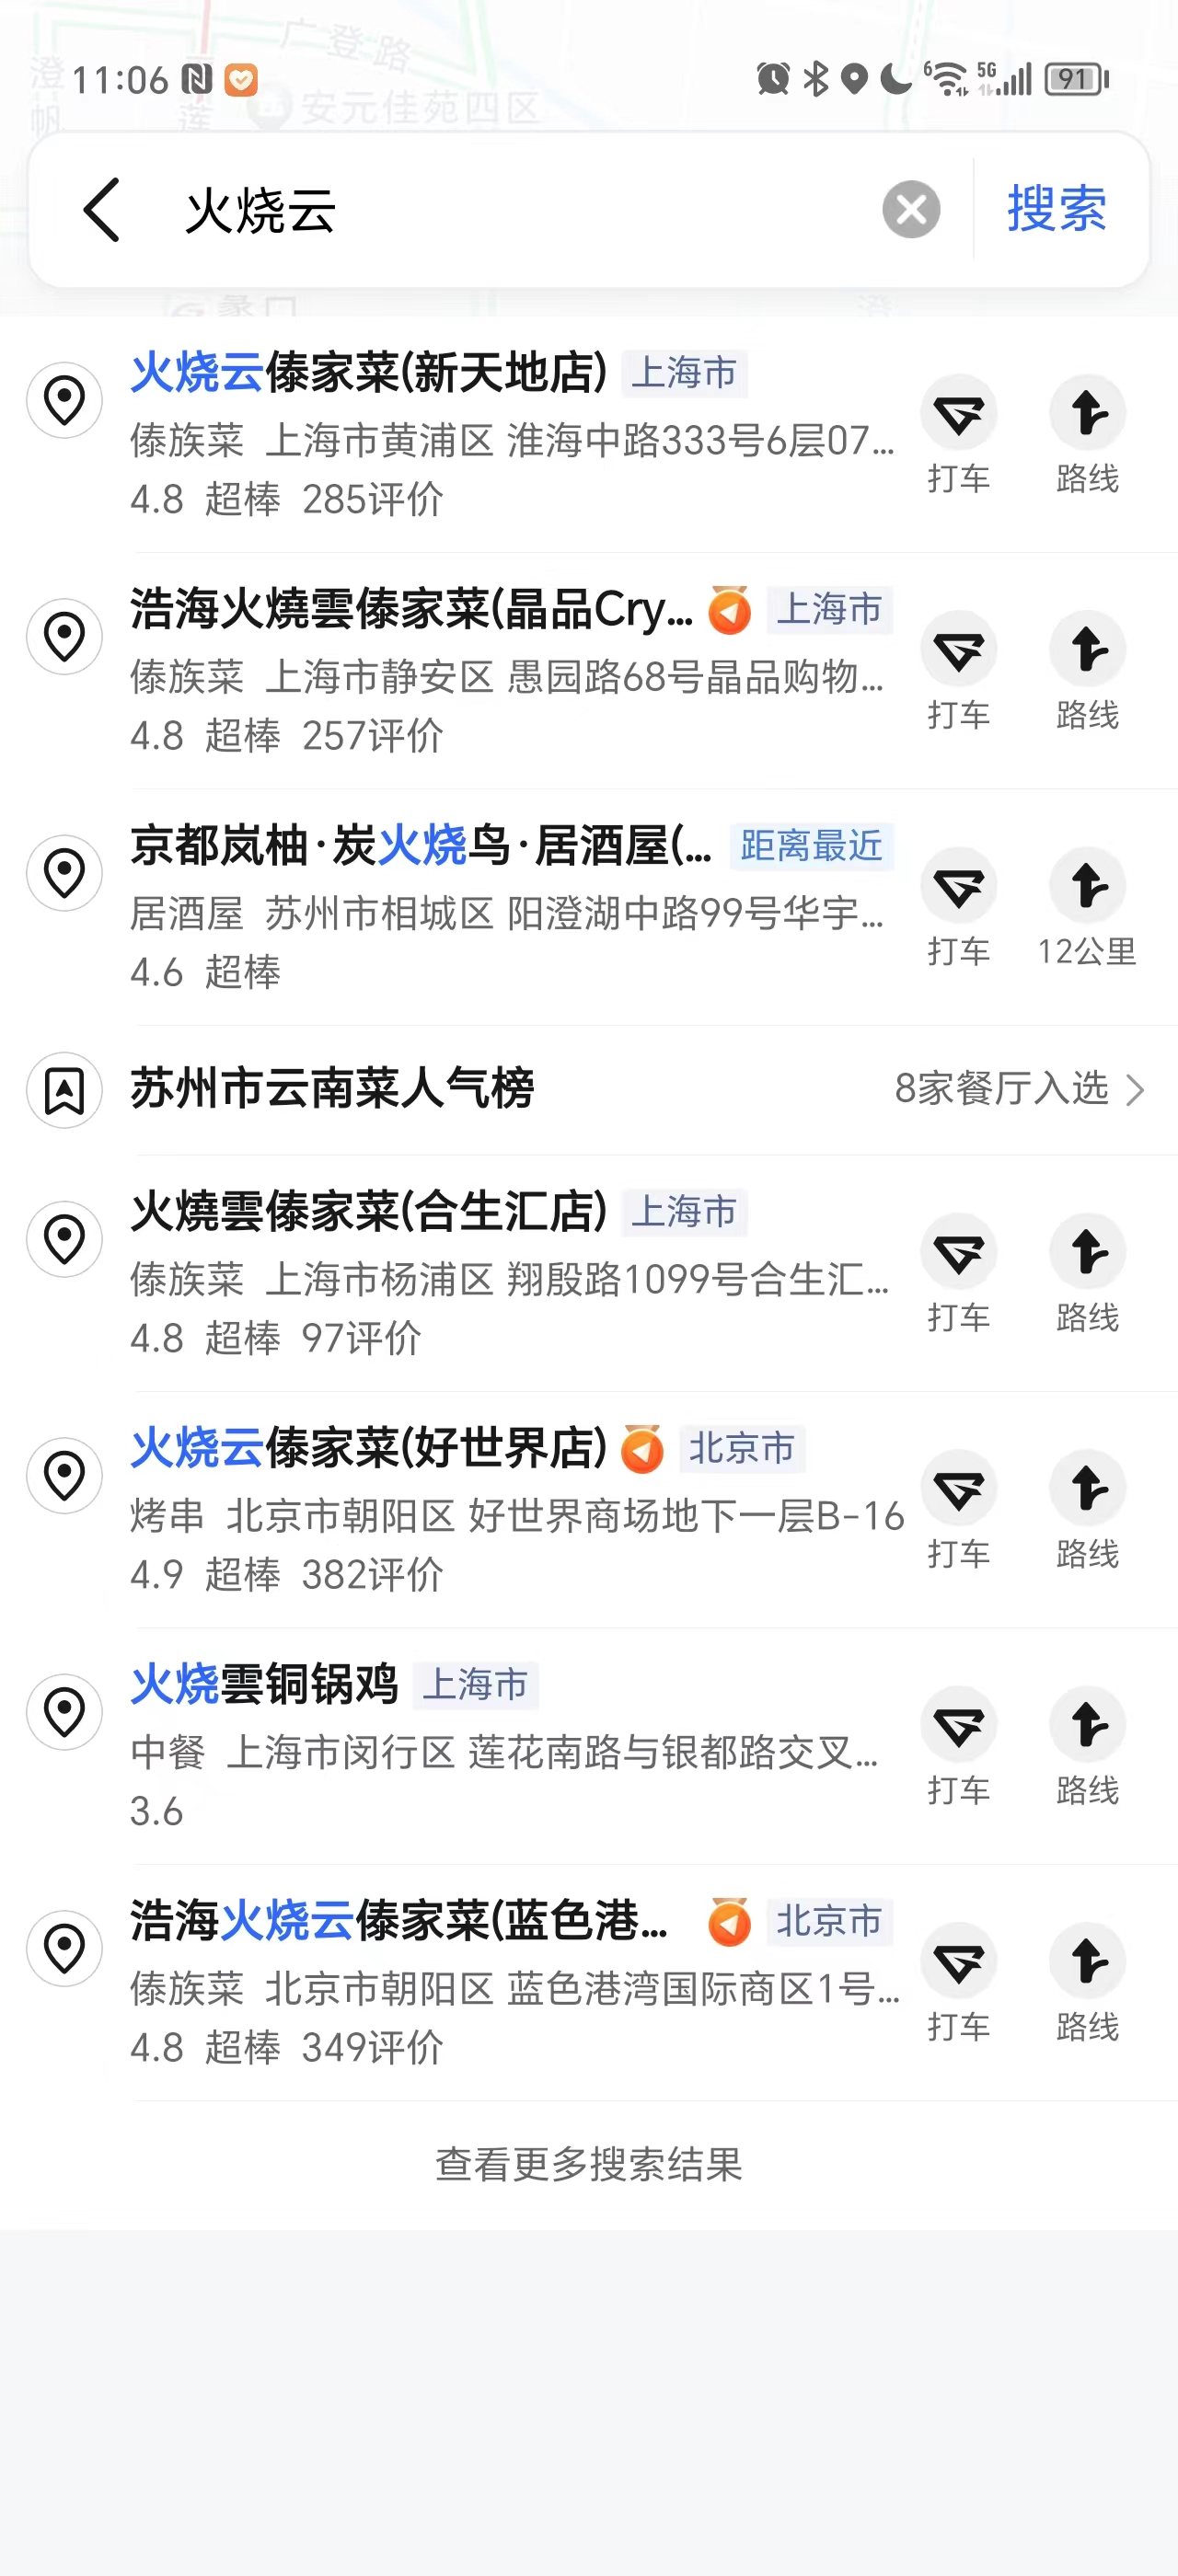 广登路
澄帆
莲
安元佳苑四区
11:06
6
5G
91
火烧云
搜索
蠡口
澄
火烧云傣家菜(新天地店) 上海市
傣族菜 上海市黄浦区 淮海中路333号6层07...
4.8 超棒 285评价
打车 路线
浩海火燒雲傣家菜(晶品Cry... 上海市
傣族菜 上海市静安区 愚园路68号晶品购物...
4.8 超棒 257评价
打车 路线
京都岚柚·炭火烧鸟·居酒屋(... 距离最近
居酒屋 苏州市相城区 阳澄湖中路99号华宇...
4.6 超棒
打车 12公里
苏州市云南菜人气榜 8家餐厅入选
火燒雲傣家菜(合生汇店) 上海市
傣族菜 上海市杨浦区 翔殷路1099号合生汇...
4.8 超棒 97评价
打车 路线
火烧云傣家菜(好世界店) 北京市
烤串 北京市朝阳区 好世界商场地下一层B-16
4.9 超棒 382评价
打车 路线
火烧雲铜锅鸡 上海市
中餐 上海市闵行区 莲花南路与银都路交叉...
3.6
打车 路线
浩海火烧云傣家菜(蓝色港... 北京市
傣族菜 北京市朝阳区 蓝色港湾国际商区1号...
4.8 超棒 349评价
打车 路线
查看更多搜索结果